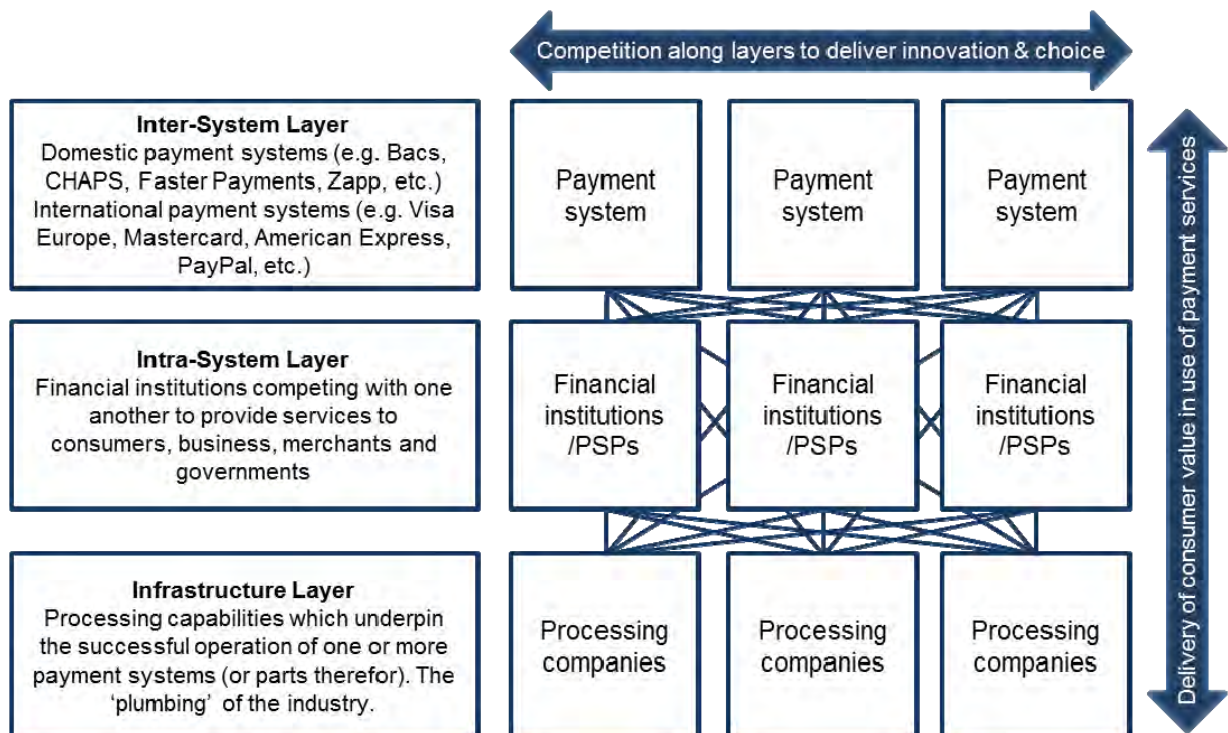 Competition along layers to deliver innovation & choice
Inter-System Layer
Domestic payment systems (e.g. Bacs,
CHAPS, Faster Payments, Zapp, etc.)
International payment systems (e.g. Visa
Europe, Mastercard, American Express,
PayPal, etc.)
Payment
system
Payment
system
Payment
system
Intra-System Layer
Financial institutions competing with one
another to provide services to
consumers, business, merchants and
governments
Financial
institutions
/PSPs
Financial
institutions
/PSPs
Financial
institutions
/PSPs
Infrastructure Layer
Processing capabilities which underpin
the successful operation of one or more
payment systems (or parts therefor). The
‘plumbing’ of the industry.
Processing
companies
Processing
companies
Processing
companies
Delivery of consumer value in use of payment services